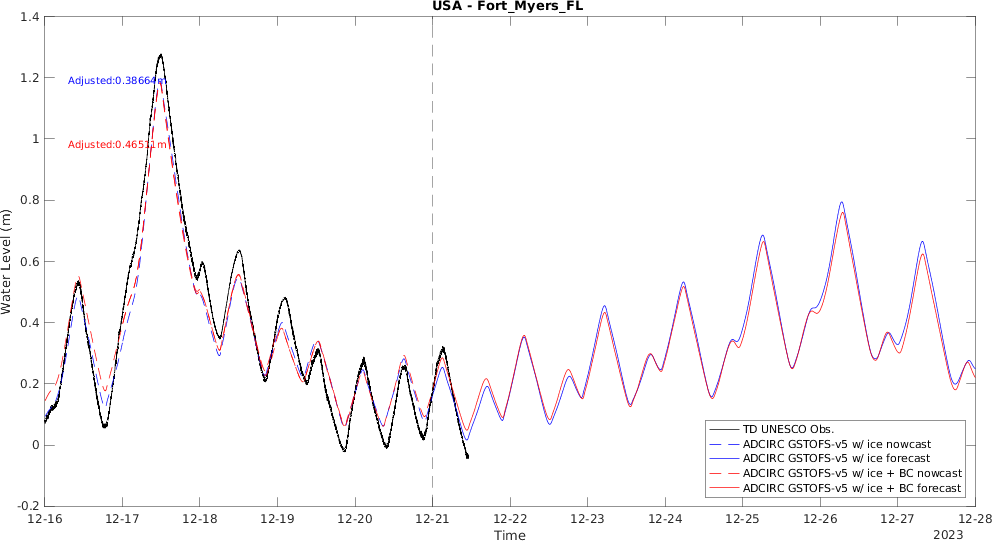 USA - Fort_Myers_FL
1.4
1.2
1
0.8
0.6
0.4
0.2
0
-0.2
Water Level (m)
Adjusted:0.38664m
Adjusted:0.46511m
TD UNESCO Obs.
ADCIRC GSTOFS-v5 w/ ice nowcast
ADCIRC GSTOFS-v5 w/ ice forecast
ADCIRC GSTOFS-v5 w/ ice + BC nowcast
ADCIRC GSTOFS-v5 w/ ice + BC forecast
12-16 12-17 12-18 12-19 12-20 12-21 12-22 12-23 12-24 12-25 12-26 12-27 12-28
Time
2023